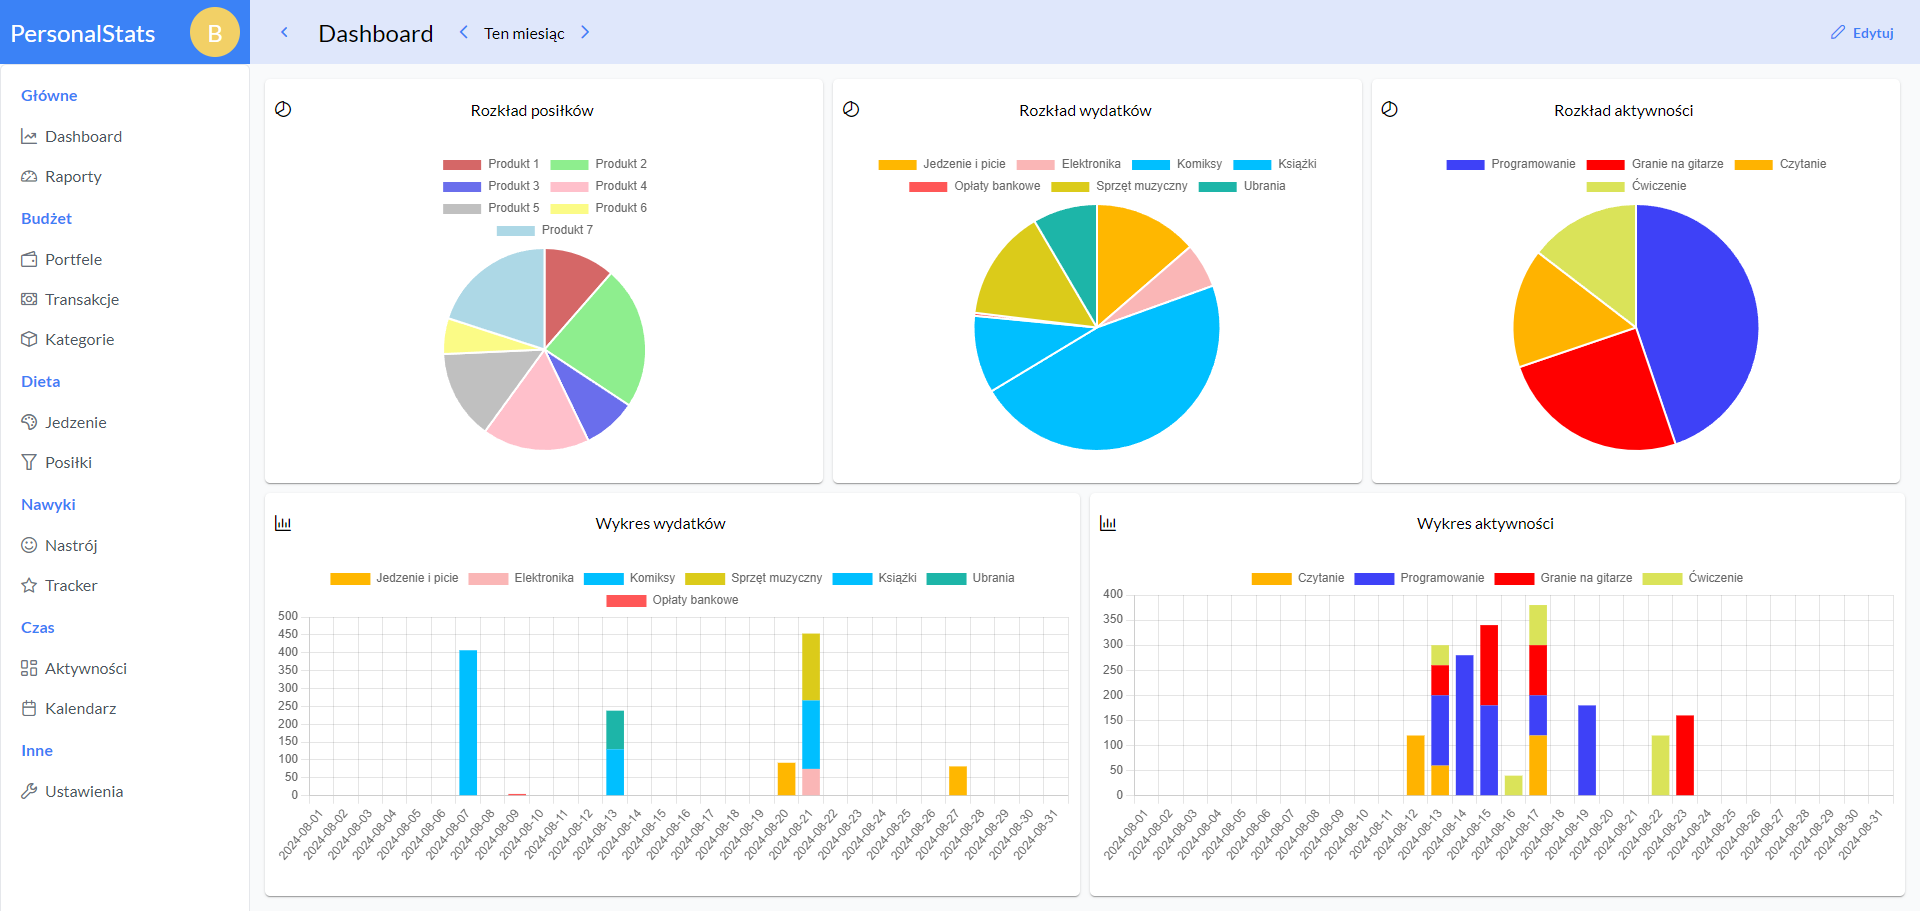 PersonalStats
B
Dashboard
Ten miesiąc
Edytuj
Główne
Dashboard
Raporty
Budżet
Portfele
Transakcje
Kategorie
Dieta
Jedzenie
Posiłki
Nawyki
Nastrój
Tracker
Czas
Aktywności
Kalendarz
Inne
Ustawienia
Rozkład posiłków
Produkt 1 Produkt 2
Produkt 3 Produkt 4
Produkt 5 Produkt 6
Produkt 7
Rozkład wydatków
Jedzenie i picie Elektronika Komiksy Książki
Opłaty bankowe Sprzęt muzyczny Ubrania
Rozkład aktywności
Programowanie Granie na gitarze Czytanie
Ćwiczenie
Wykres wydatków
Jedzenie i picie Elektronika Komiksy Sprzęt muzyczny Książki Ubrania
Opłaty bankowe
500
450
400
350
300
250
200
150
100
50
0
2024-08-01 2024-08-02 2024-08-03 2024-08-04 2024-08-05 2024-08-06 2024-08-07 2024-08-08 2024-08-09 2024-08-10 2024-08-11 2024-08-12 2024-08-13 2024-08-14 2024-08-15 2024-08-16 2024-08-17 2024-08-18 2024-08-19 2024-08-20 2024-08-21 2024-08-22 2024-08-23 2024-08-24 2024-08-25 2024-08-26 2024-08-27 2024-08-28 2024-08-29 2024-08-30 2024-08-31
Wykres aktywności
Czytanie Programowanie Granie na gitarze Ćwiczenie
400
350
300
250
200
150
100
50
0
2024-08-01 2024-08-02 2024-08-03 2024-08-04 2024-08-05 2024-08-06 2024-08-07 2024-08-08 2024-08-09 2024-08-10 2024-08-11 2024-08-12 2024-08-13 2024-08-14 2024-08-15 2024-08-16 2024-08-17 2024-08-18 2024-08-19 2024-08-20 2024-08-21 2024-08-22 2024-08-23 2024-08-24 2024-08-25 2024-08-26 2024-08-27 2024-08-28 2024-08-29 2024-08-30 2024-08-31